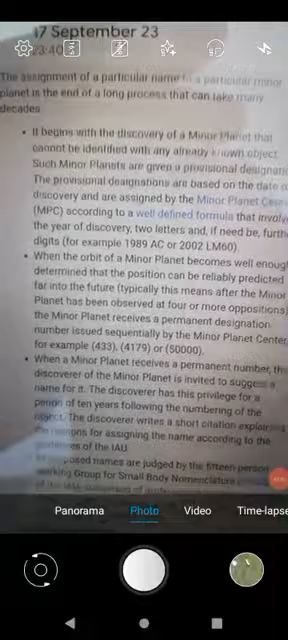 17 September 23
23:40
The assignment of a particular name to a particular minor
planet is the end of a long process that can take many
decades
It begins with the discovery of a Minor Planet that
cannot be identified with any already known object.
Such Minor Planets are given a provisional
The provisional designations are based on the date
discovery and are assigned by the Minor Planet
(MPC) according to a well defined formula that
the year of discovery, two letters and, if need be,
digits (for example 1989 AC or 2002 LM60).
When the orbit of a Minor Planet becomes well
determined that the position can be reliably predicted
far into the future (typically this means after the Minor
Planet has been observed at four or more oppositions)
the Minor Planet receives a permanent designation
number issued sequentially by the Minor Planet Center
for example (433), (4179) or (50000).
When a Minor Planet receives a permanent number,
discoverer of the Minor Planet is invited to suggest a
name for it. The discoverer has this privilege for a
period of ten years following the numbering of the
object. The discoverer writes a short citation explaining
the reasons for assigning the name according to the
of the IAU
names are judged by the fifteen-person
Working Group for Small Body Nomenclature
Panorama
Photo
Video
Time-lapse